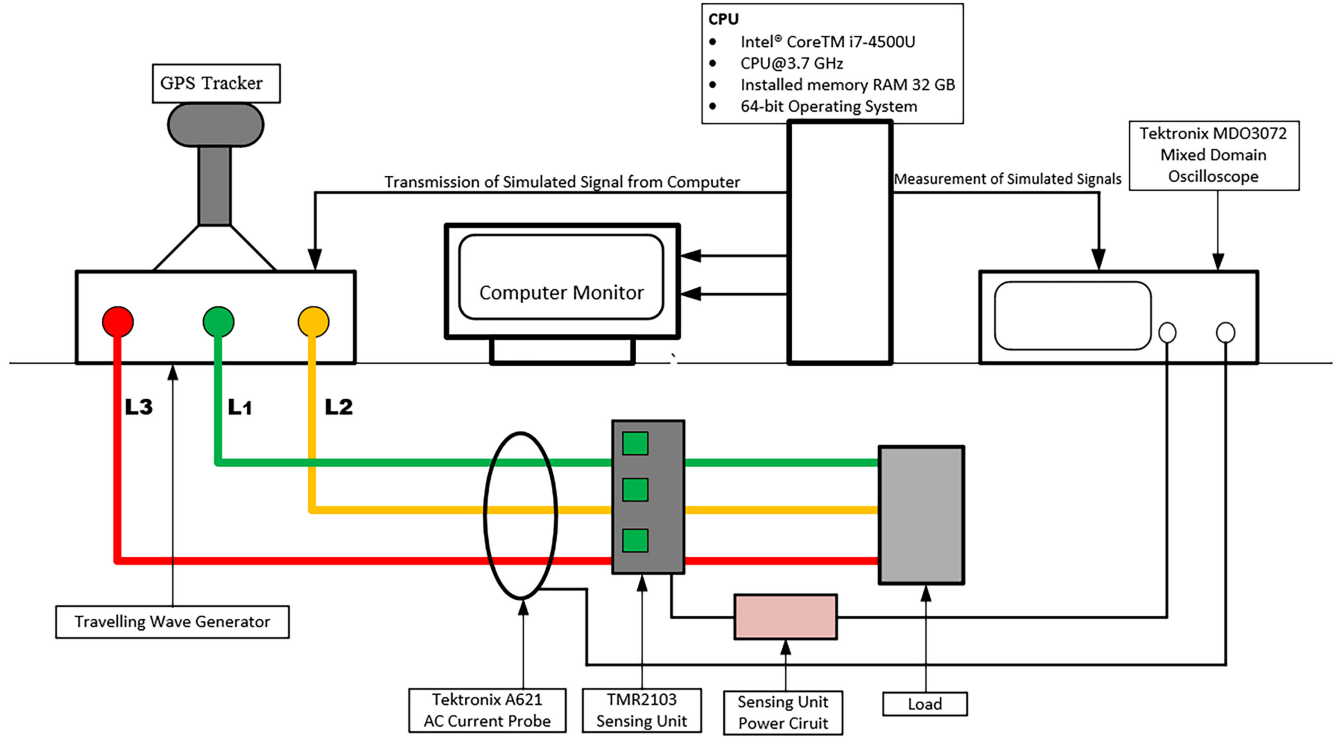 CPU
• Intel® CoreTM i7-4500U
• CPU@3.7 GHz
• Installed memory RAM 32 GB
• 64-bit Operating System
GPS Tracker
Tektronix MDO3072
Mixed Domain
Oscilloscope
Transmission of Simulated Signal from Computer
Measurement of Simulated Signals
Computer Monitor
L3
L1
L2
Travelling Wave Generator
Tektronix A621
AC Current Probe
TMR2103
Sensing Unit
Sensing Unit
Power Ciruit
Load